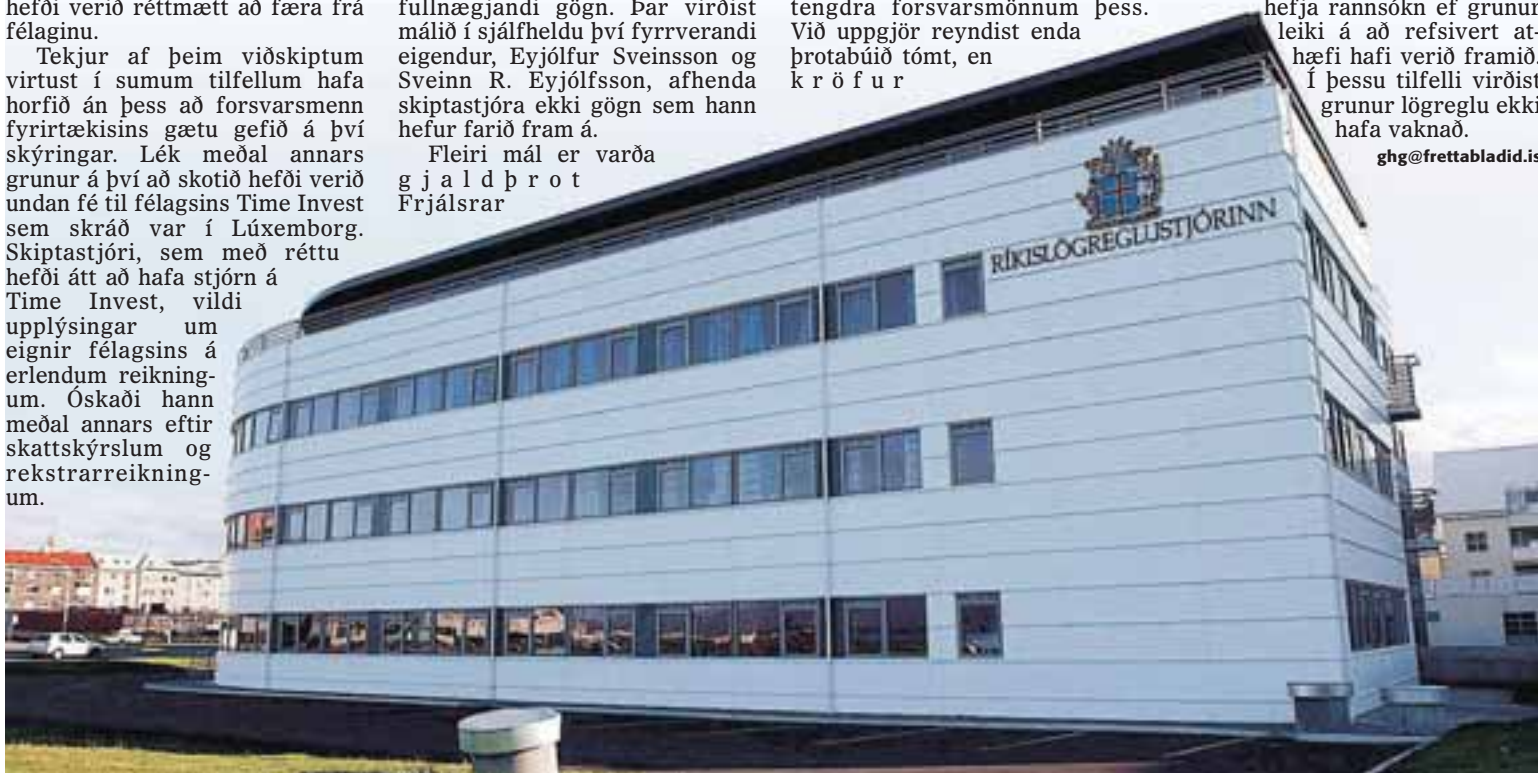 hefði verið réttmætt að færa frá
félaginu.
Tekjur af þeim viðskiptum
virtust í sumum tilfellum hafa
horfið án þess að forsvarsmenn
fyrirtækisins gætu gefið á því
skýringar. Lék meðal annars
grunur á því að skotið hefði verið
undan fé til félagsins Time Invest
sem skráð var í Lúxemborg.
Skiptastjóri, sem með réttu
hefði átt að hafa stjórn á
Time Invest, vildi
upplýsingar um
eignir félagsins á
erlendum reikning-
um. Óskaði hann
meðal annars eftir
skattskýrslum og
rekstrarreikning-
um.
fullnægjandi gögn. Þar virðist
málið í sjálfheldu því fyrrverandi
eigendur, Eyjólfur Sveinsson og
Sveinn R. Eyjólfsson, afhenda
skiptastjóra ekki gögn sem hann
hefur farið fram á.
Fleiri mál er varða
gjaldþrot
Frjálsrar
tengdra forsvarsmönnum þess.
Við uppgjör reyndist enda
þrotabúið tómt, en
kröfur
hefja rannsókn ef grunur
leiki á að refsivert at-
hæfi hafi verið framið.
Í þessu tilfelli virðist
grunur lögreglu ekki
hafa vaknað.
ghg@frettabladid.is
RÍKISLÖGREGLUSTJÓRINN